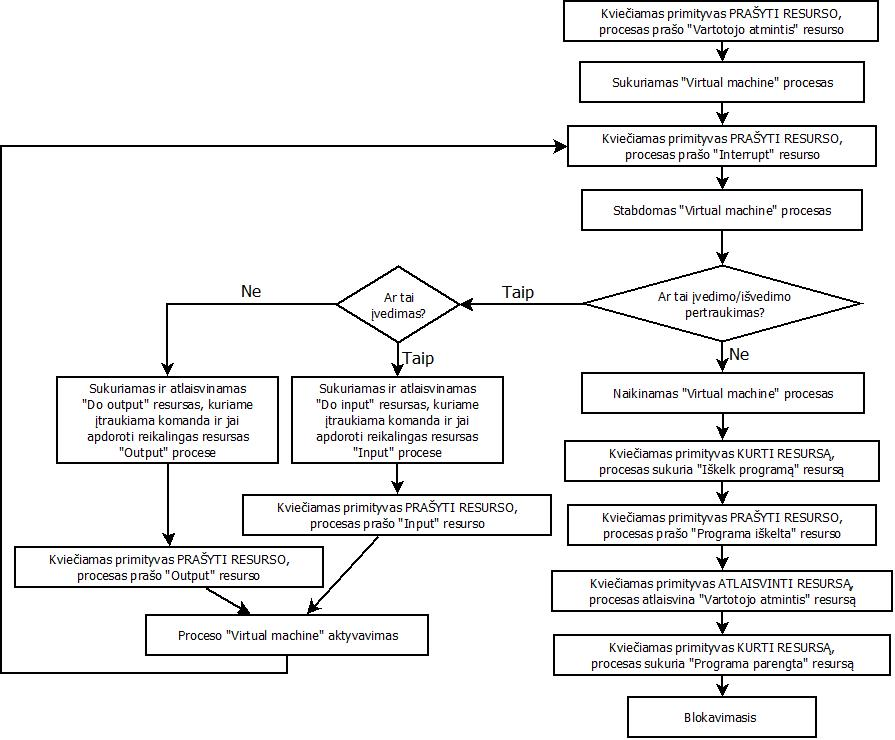 Kviečiamas primityvas PRAŠYTI RESURSO,
procesas prašo "Vartotojo atmintis" resurso
Sukuriamas "Virtual machine" procesas
Kviečiamas primityvas PRAŠYTI RESURSO,
procesas prašo "Interrupt" resurso
Stabdomas "Virtual machine" procesas
Ar tai įvedimo/išvedimo
pertraukimas?
Taip
Ne
Ar tai
įvedimas?
Ne
Taip
Sukuriamas ir atlaisvinamas
"Do output" resursas, kuriame
įtraukiama komanda ir jai
apdoroti reikalingas resursas
"Output" procese
Sukuriamas ir atlaisvinamas
"Do input" resursas, kuriame
įtraukiama komanda ir jai
apdoroti reikalingas resursas
"Input" procese
Kviečiamas primityvas PRAŠYTI RESURSO,
procesas prašo "Input" resurso
Kviečiamas primityvas PRAŠYTI RESURSO,
procesas prašo "Output" resurso
Proceso "Virtual machine" aktyvavimas
Naikinamas "Virtual machine" procesas
Kviečiamas primityvas KURTI RESURSĄ,
procesas sukuria "Iškelk programą" resursą
Kviečiamas primityvas PRAŠYTI RESURSO,
procesas prašo "Programa iškelta" resurso
Kviečiamas primityvas ATLAISVINTI RESURSĄ,
procesas atlaisvina "Vartotojo atmintis" resursą
Kviečiamas primityvas KURTI RESURSĄ,
procesas sukuria "Programa parengta" resursą
Blokavimasis